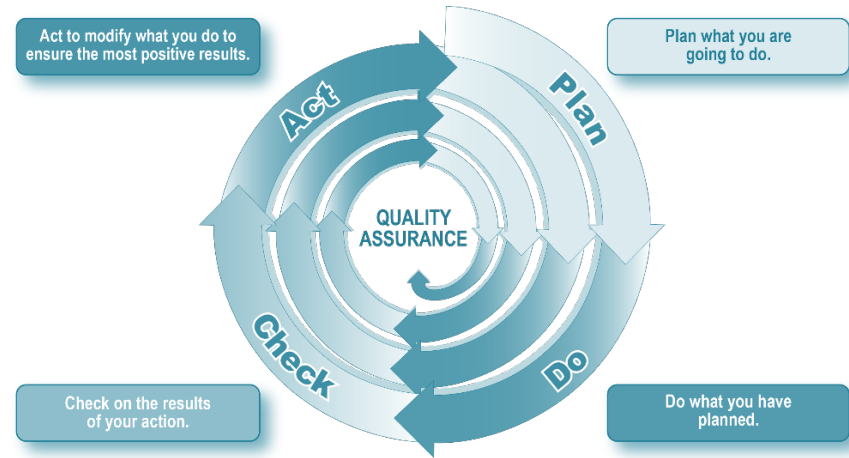 Act to modify what you do to
ensure the most positive results.
Plan what you are
going to do.
Act
Plan
QUALITY
ASSURANCE
Check
Do
Check on the results
of your action.
Do what you have
planned.